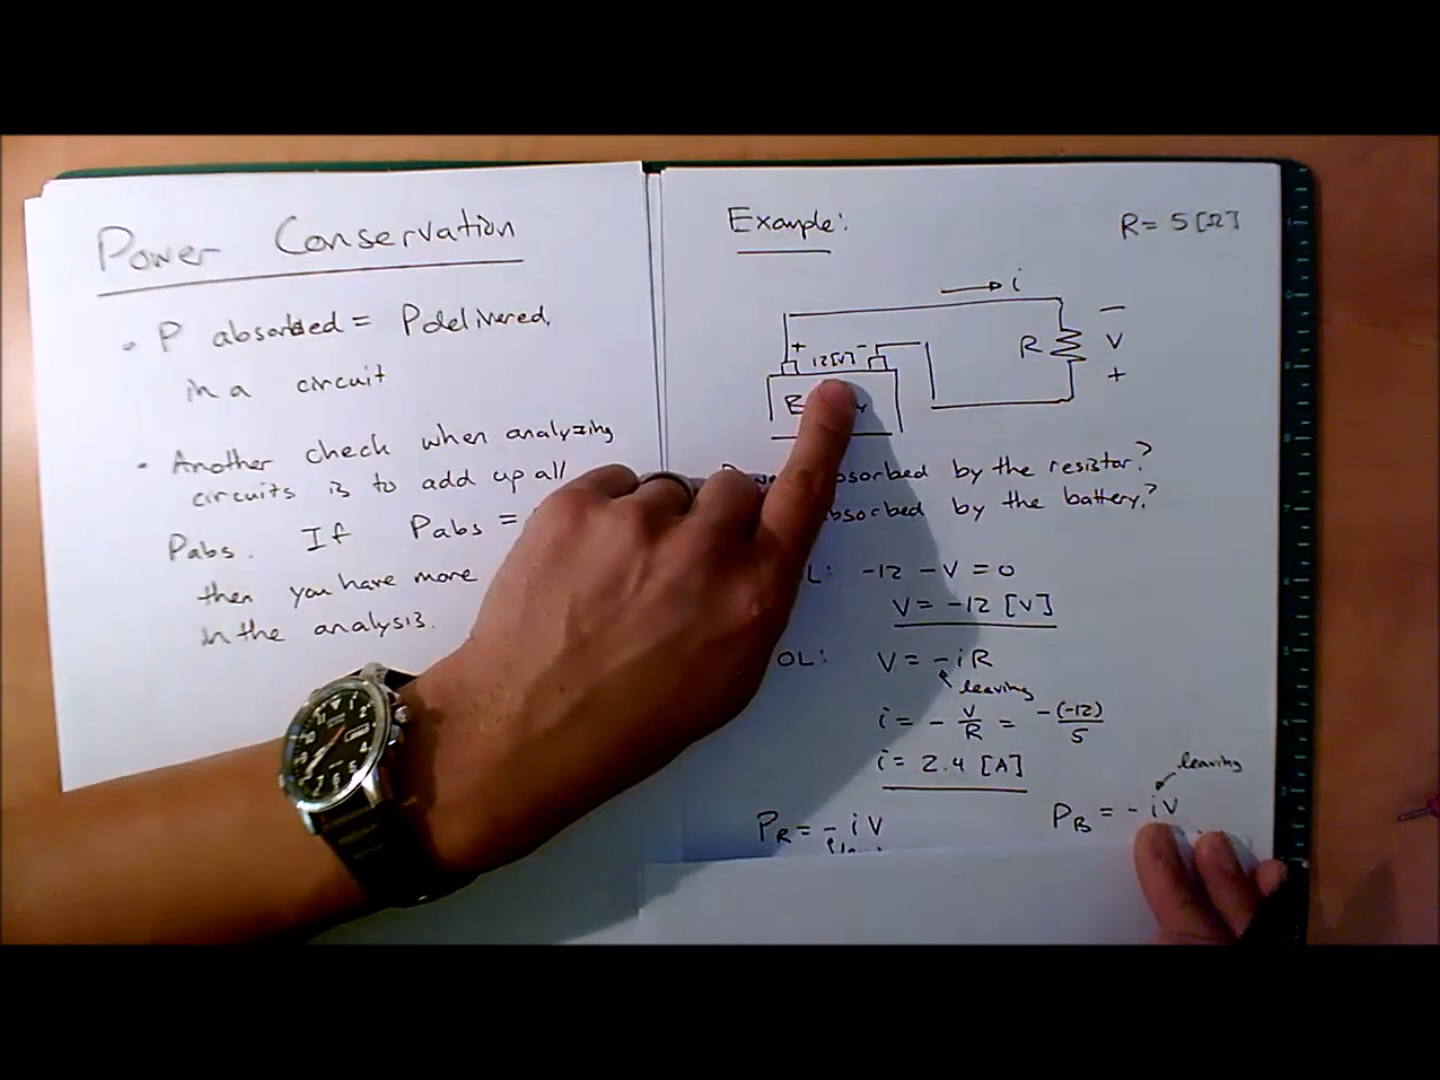 Power Conservation
• P absorbed = P delivered,
in a circuit
• Another check when analyzing
circuits is to add up all
Pabs. If Pabs =
then you have more
in the analysis.
Example:
R = 5 [Ω]
i
+ 12 [V] -
R
-
V
+
absorbed by the resistor?
absorbed by the battery?
L: -12 - V = 0
V = -12 [V]
OL: V = -iR
leaving
i = - V/R = -(-12)/5
i = 2.4 [A]
leaving
PR = -iV
PB = -iV